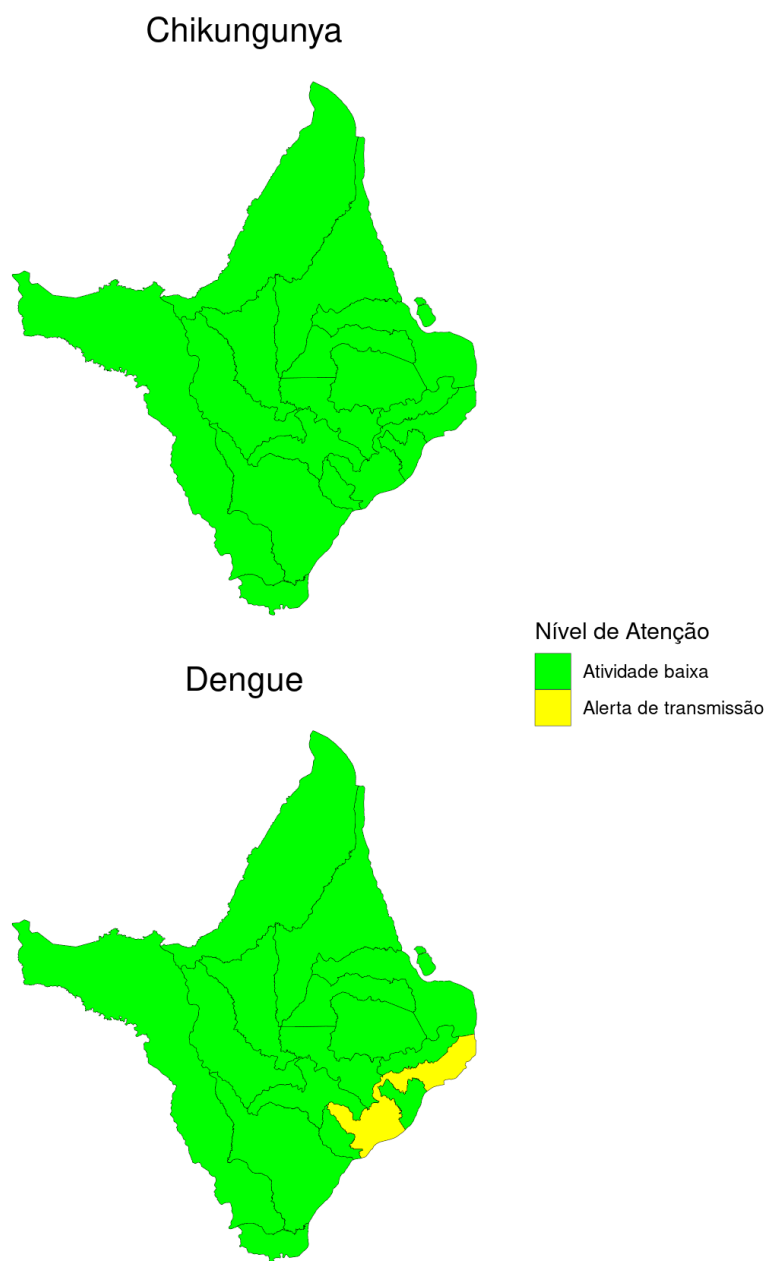 Chikungunya
Nível de Atenção
Atividade baixa
Alerta de transmissão
Dengue